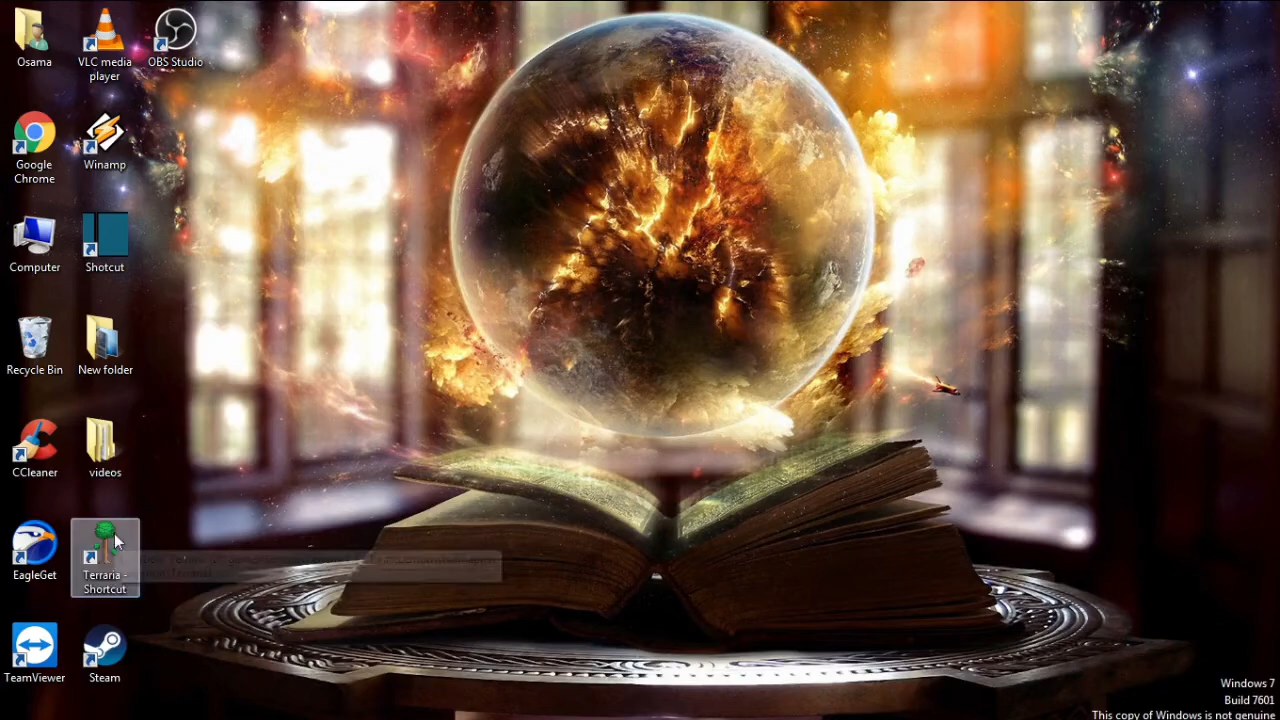 Osama
VLC media
player
OBS Studio
Google
Chrome
Winamp
Computer
Shotcut
Recycle Bin
New folder
CCleaner
videos
EagleGet
Terraria -
Shortcut
TeamViewer
Steam
Windows 7
Build 7601
This copy of Windows is not genuine